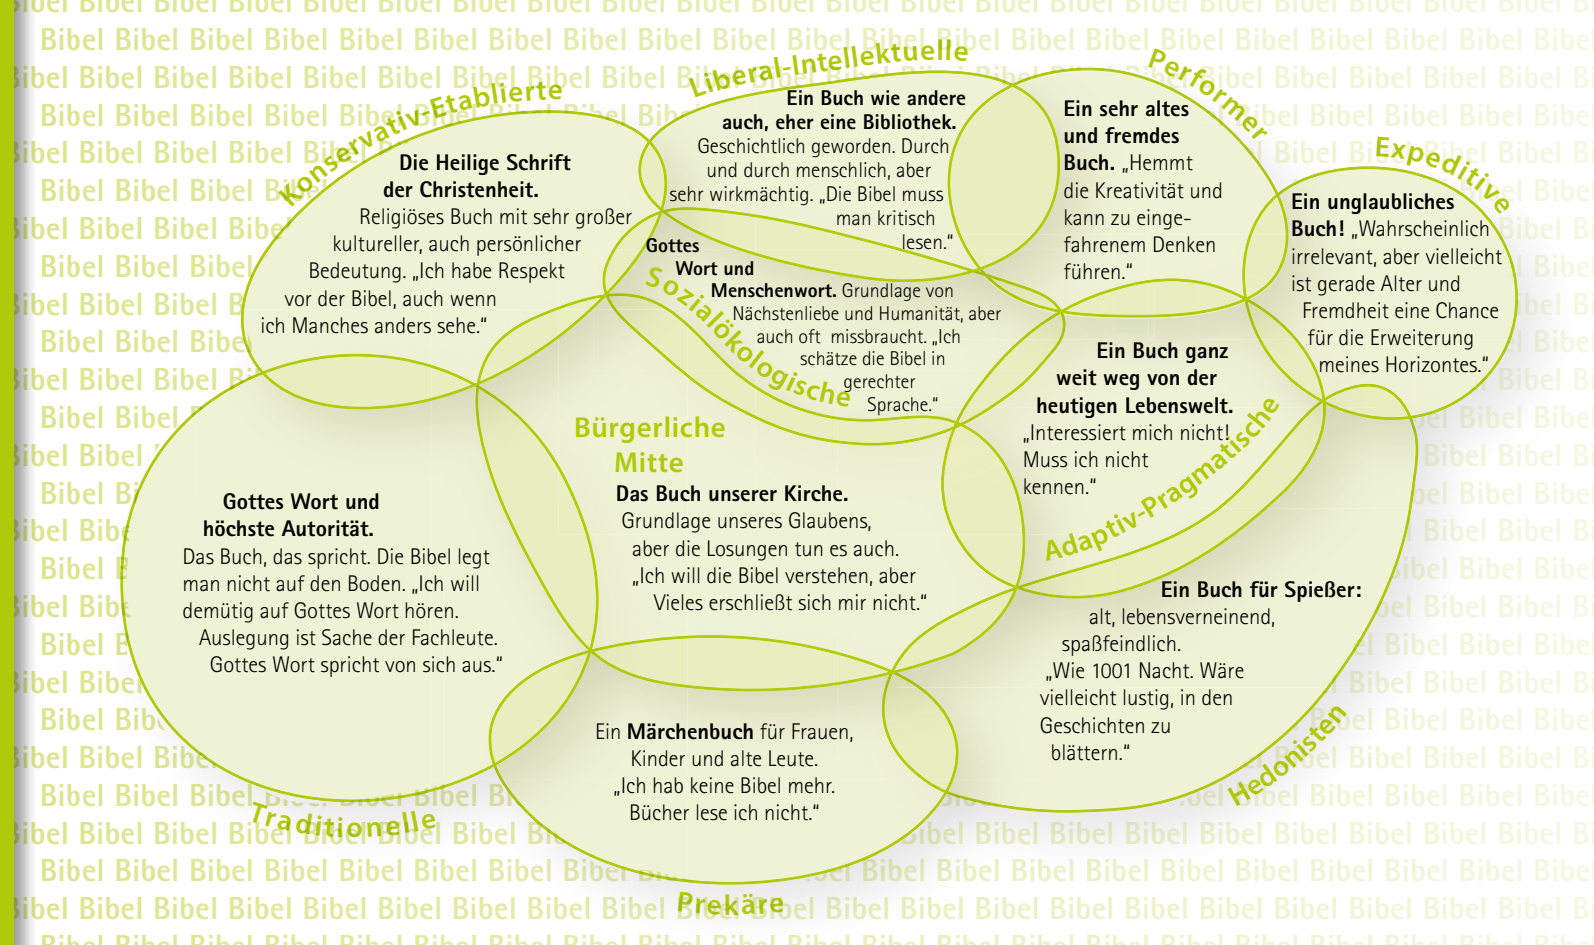 Konservativ-Etablierte
Die Heilige Schrift
der Christenheit.
Religiöses Buch mit sehr großer
kultureller, auch persönlicher
Bedeutung. „Ich habe Respekt
vor der Bibel, auch wenn
ich Manches anders sehe.“
Liberal-Intellektuelle
Ein Buch wie andere
auch, eher eine Bibliothek.
Geschichtlich geworden. Durch
und durch menschlich, aber
sehr wirkmächtig. „Die Bibel muss
man kritisch
lesen.“
Performer
Ein sehr altes
und fremdes
Buch. „Hemmt
die Kreativität und
kann zu einge-
fahrenem Denken
führen.“
Expeditive
Ein unglaubliches
Buch! „Wahrscheinlich
irrelevant, aber vielleicht
ist gerade Alter und
Fremdheit eine Chance
für die Erweiterung
meines Horizontes.“
Sozialökologische
Gottes
Wort und
Menschenwort. Grundlage von
Nächstenliebe und Humanität, aber
auch oft missbraucht. „Ich
schätze die Bibel in
gerechter
Sprache.“
Ein Buch ganz
weit weg von der
heutigen Lebenswelt.
„Interessiert mich nicht!
Muss ich nicht
kennen.“
Adaptiv-Pragmatische
Bürgerliche
Mitte
Das Buch unserer Kirche.
Grundlage unseres Glaubens,
aber die Losungen tun es auch.
„Ich will die Bibel verstehen, aber
Vieles erschließt sich mir nicht.“
Gottes Wort und
höchste Autorität.
Das Buch, das spricht. Die Bibel legt
man nicht auf den Boden. „Ich will
demütig auf Gottes Wort hören.
Auslegung ist Sache der Fachleute.
Gottes Wort spricht von sich aus.“
Traditionelle
Ein Buch für Spießer:
alt, lebensverneinend,
spaßfeindlich.
„Wie 1001 Nacht. Wäre
vielleicht lustig, in den
Geschichten zu
blättern.“
Hedonisten
Ein Märchenbuch für Frauen,
Kinder und alte Leute.
„Ich hab keine Bibel mehr.
Bücher lese ich nicht.“
Prekäre